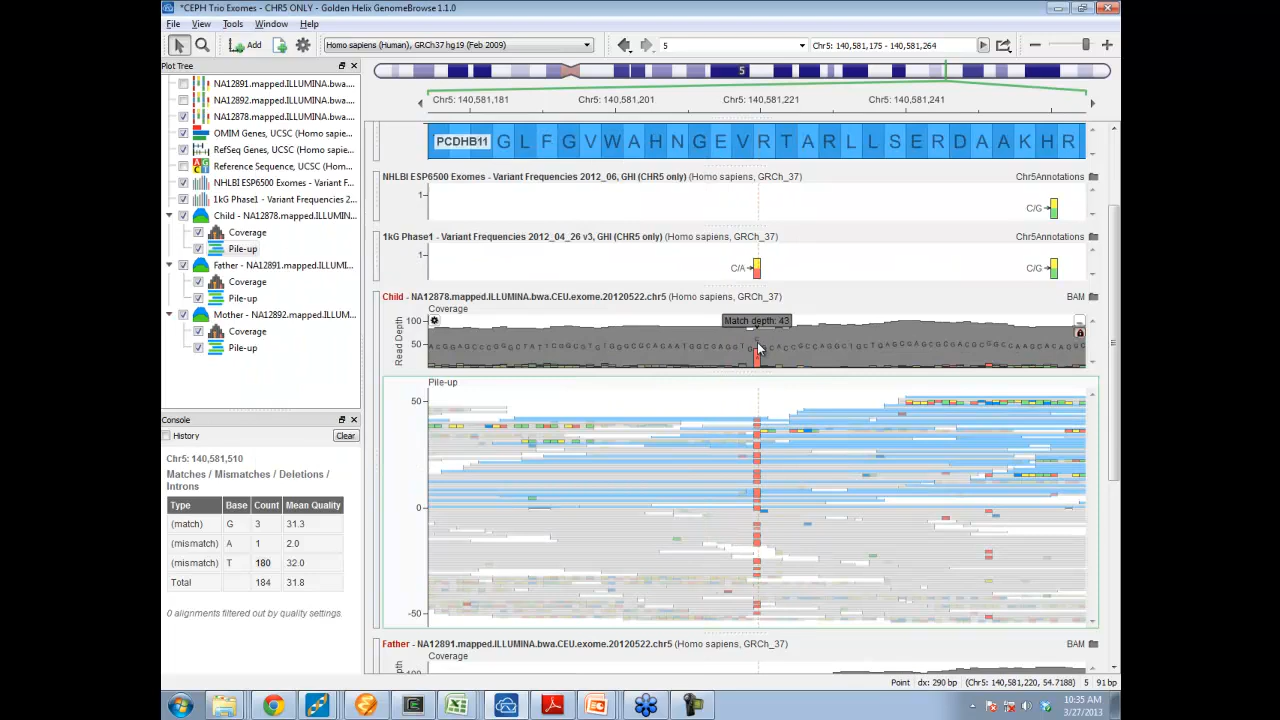 *CEPH Trio Exomes - CHR5 ONLY - Golden Helix GenomeBrowse 1.1.0
File View Tools Window Help
Add
Homo sapiens (Human), GRCh37 hg19 (Feb 2009)
5
Chr5: 140,581,175 - 140,581,264
Plot Tree
NA12891.mapped.ILLUMINA.bwa....
NA12892.mapped.ILLUMINA.bwa....
NA12878.mapped.ILLUMINA.bwa....
OMIM Genes, UCSC (Homo sapie...
RefSeq Genes, UCSC (Homo sapi...
Reference Sequence, UCSC (Hom...
NHLBI ESP6500 Exomes - Variant F...
1kG Phase1 - Variant Frequencies 2...
Child - NA12878.mapped.ILLUMIN...
Coverage
Pile-up
Father - NA12891.mapped.ILLUMI...
Coverage
Pile-up
Mother - NA12892.mapped.ILLUM...
Coverage
Pile-up
Console
History
Clear
Chr5: 140,581,510
Matches / Mismatches / Deletions /
Introns
Type Base Count Mean Quality
(match) G 3 31.3
(mismatch) A 1 2.0
(mismatch) T 180 32.0
Total 184 31.8
0 alignments filtered out by quality settings.
5
Chr5: 140,581,181 Chr5: 140,581,201 Chr5: 140,581,221 Chr5: 140,581,241
PCDHB11 G L F G V W A H N G E V R T A R L L S E R D A A K H R
NHLBI ESP6500 Exomes - Variant Frequencies 2012_06, GHI (CHR5 only) (Homo sapiens, GRCh_37)
Chr5Annotations
1
C/G
1kG Phase1 - Variant Frequencies 2012_04_26 v3, GHI (CHR5 only) (Homo sapiens, GRCh_37)
Chr5Annotations
1
C/A
C/G
Child - NA12878.mapped.ILLUMINA.bwa.CEU.exome.20120522.chr5 (Homo sapiens, GRCh_37)
BAM
Coverage
Match depth: 43
Read Depth
100
50
Pile-up
50
0
-50
Father - NA12891.mapped.ILLUMINA.bwa.CEU.exome.20120522.chr5 (Homo sapiens, GRCh_37)
BAM
Coverage
Point dx: 290 bp (Chr5: 140,581,220, 54.7188) 5 91 bp
10:35 AM
3/27/2013